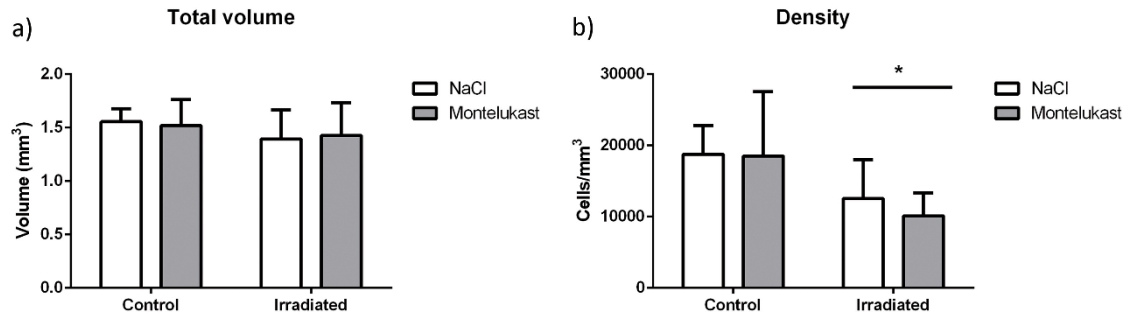 a)
Total volume
Volume (mm³)
2.0
1.5
1.0
0.5
0.0
Control
Irradiated
NaCl
Montelukast
b)
Density
Cells/mm³
30000
20000
10000
0
*
Control
Irradiated
NaCl
Montelukast